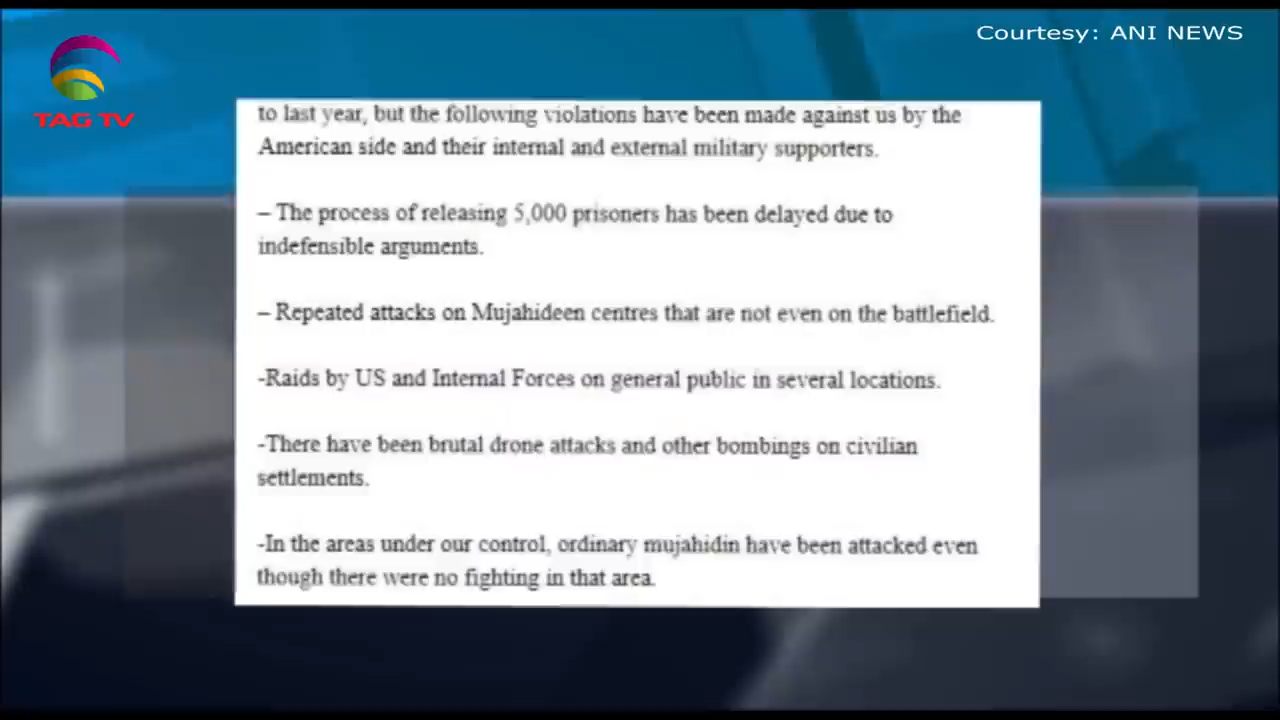 Courtesy: ANI NEWS
TAG TV
to last year, but the following violations have been made against us by the
American side and their internal and external military supporters.
– The process of releasing 5,000 prisoners has been delayed due to
indefensible arguments.
– Repeated attacks on Mujahideen centres that are not even on the battlefield.
-Raids by US and Internal Forces on general public in several locations.
-There have been brutal drone attacks and other bombings on civilian
settlements.
-In the areas under our control, ordinary mujahidin have been attacked even
though there were no fighting in that area.